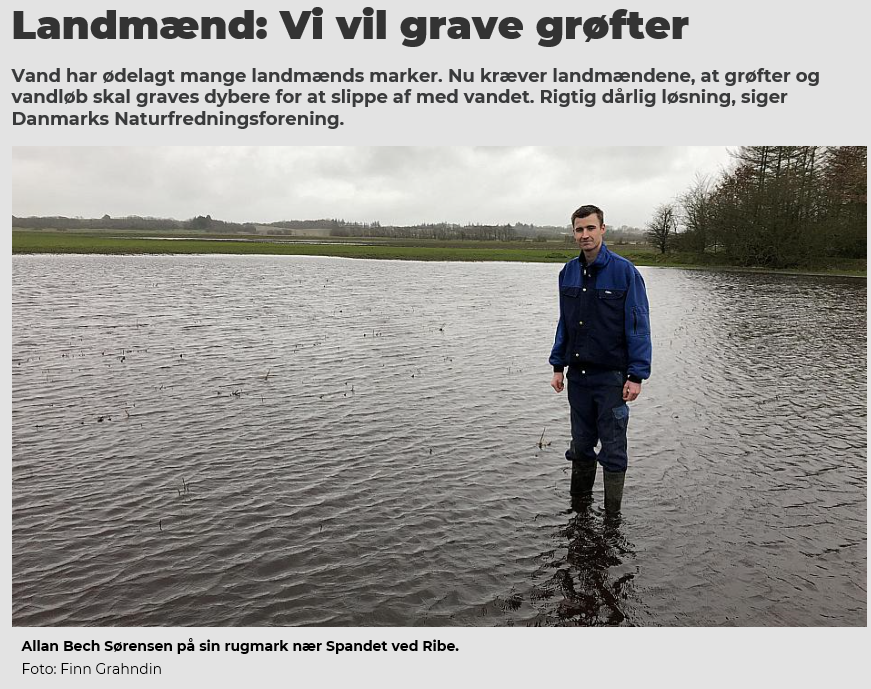 Landmænd: Vi vil grave grøfter
Vand har ødelagt mange landmænds marker. Nu kræver landmændene, at grøfter og
vandløb skal graves dybere for at slippe af med vandet. Rigtig dårlig løsning, siger
Danmarks Naturfredningsforening.
Allan Bech Sørensen på sin rugmark nær Spandet ved Ribe.
Foto: Finn Grahndin